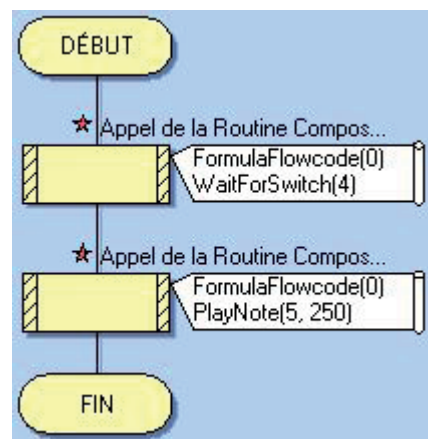 DÉBUT
Appel de la Routine Compos...
FormulaFlowcode(0)
WaitForSwitch(4)
Appel de la Routine Compos...
FormulaFlowcode(0)
PlayNote(5, 250)
FIN